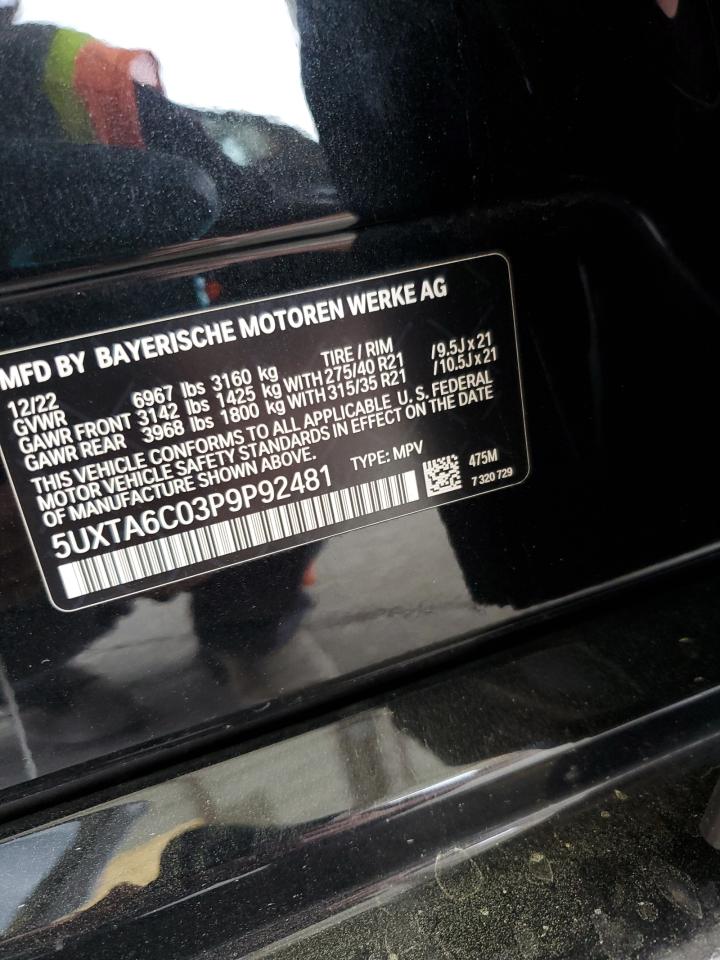 MFD BY BAYERISCHE MOTOREN WERKE AG
12/22 TIRE / RIM
GVWR 6967 lbs 3160 kg
GAWR FRONT 3142 lbs 1425 kg WITH 275/40 R21 /9.5J x 21
GAWR REAR 3968 lbs 1800 kg WITH 315/35 R21 /10.5J x 21
THIS VEHICLE CONFORMS TO ALL APPLICABLE U.S. FEDERAL
MOTOR VEHICLE SAFETY STANDARDS IN EFFECT ON THE DATE
OF MANUFACTURE SHOWN ABOVE.
5UXTA6C03P9P92481 TYPE: MPV
475M
7 320 729